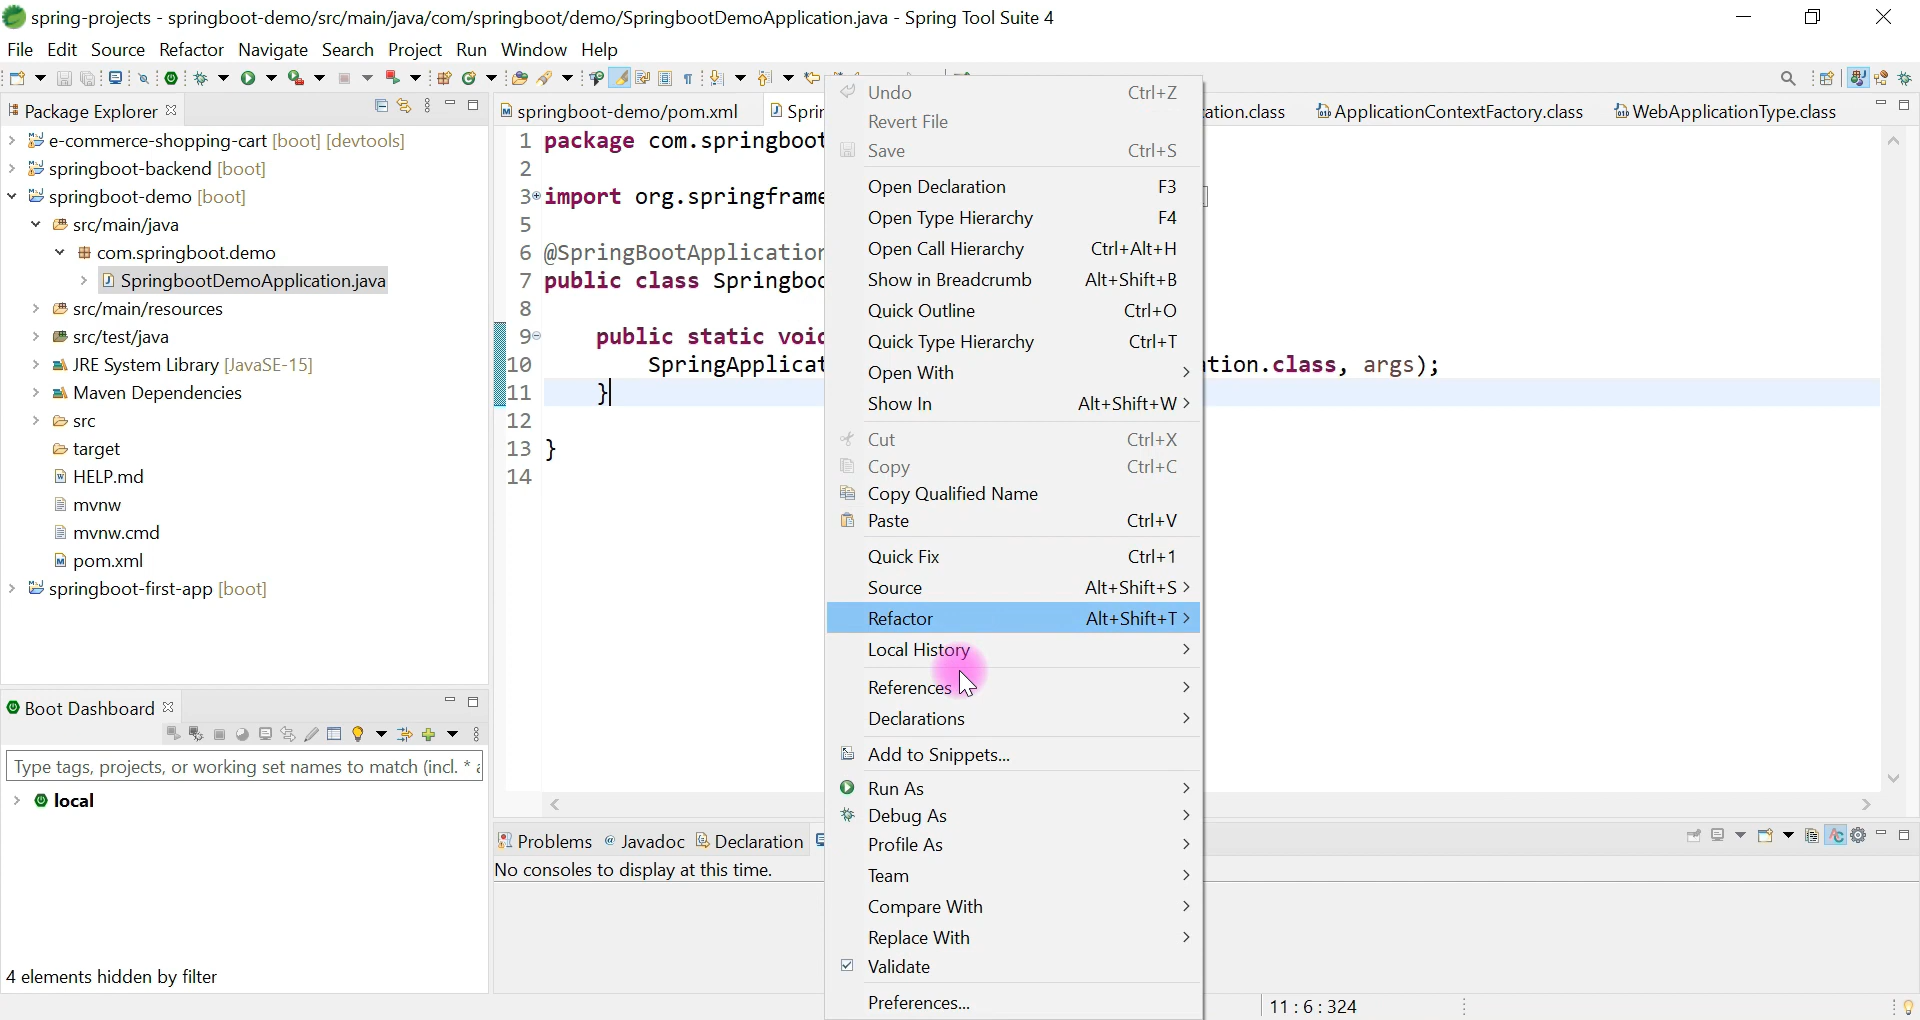 spring-projects - springboot-demo/src/main/java/com/springboot/demo/SpringbootDemoApplication.java - Spring Tool Suite 4
File Edit Source Refactor Navigate Search Project Run Window Help
Package Explorer
e-commerce-shopping-cart [boot] [devtools]
springboot-backend [boot]
springboot-demo [boot]
src/main/java
com.springboot.demo
SpringbootDemoApplication.java
src/main/resources
src/test/java
JRE System Library [JavaSE-15]
Maven Dependencies
src
target
HELP.md
mvnw
mvnw.cmd
pom.xml
springboot-first-app [boot]
Boot Dashboard
Type tags, projects, or working set names to match (incl. *
local
4 elements hidden by filter
springboot-demo/pom.xml
Sprin
ation.class
ApplicationContextFactory.class
WebApplicationType.class
1 package com.springboot
2
3 import org.springframe
5
6 @SpringBootApplication
7 public class Springboo
8
9 public static void
10 SpringApplicat tion.class, args);
11 }
12
13 }
14
Undo Ctrl+Z
Revert File
Save Ctrl+S
Open Declaration F3
Open Type Hierarchy F4
Open Call Hierarchy Ctrl+Alt+H
Show in Breadcrumb Alt+Shift+B
Quick Outline Ctrl+O
Quick Type Hierarchy Ctrl+T
Open With >
Show In Alt+Shift+W >
Cut Ctrl+X
Copy Ctrl+C
Copy Qualified Name
Paste Ctrl+V
Quick Fix Ctrl+1
Source Alt+Shift+S >
Refactor Alt+Shift+T >
Local History >
References >
Declarations >
Add to Snippets...
Run As >
Debug As >
Profile As >
Team >
Compare With >
Replace With >
Validate
Preferences...
Problems @ Javadoc Declaration
No consoles to display at this time.
11 : 6 : 324